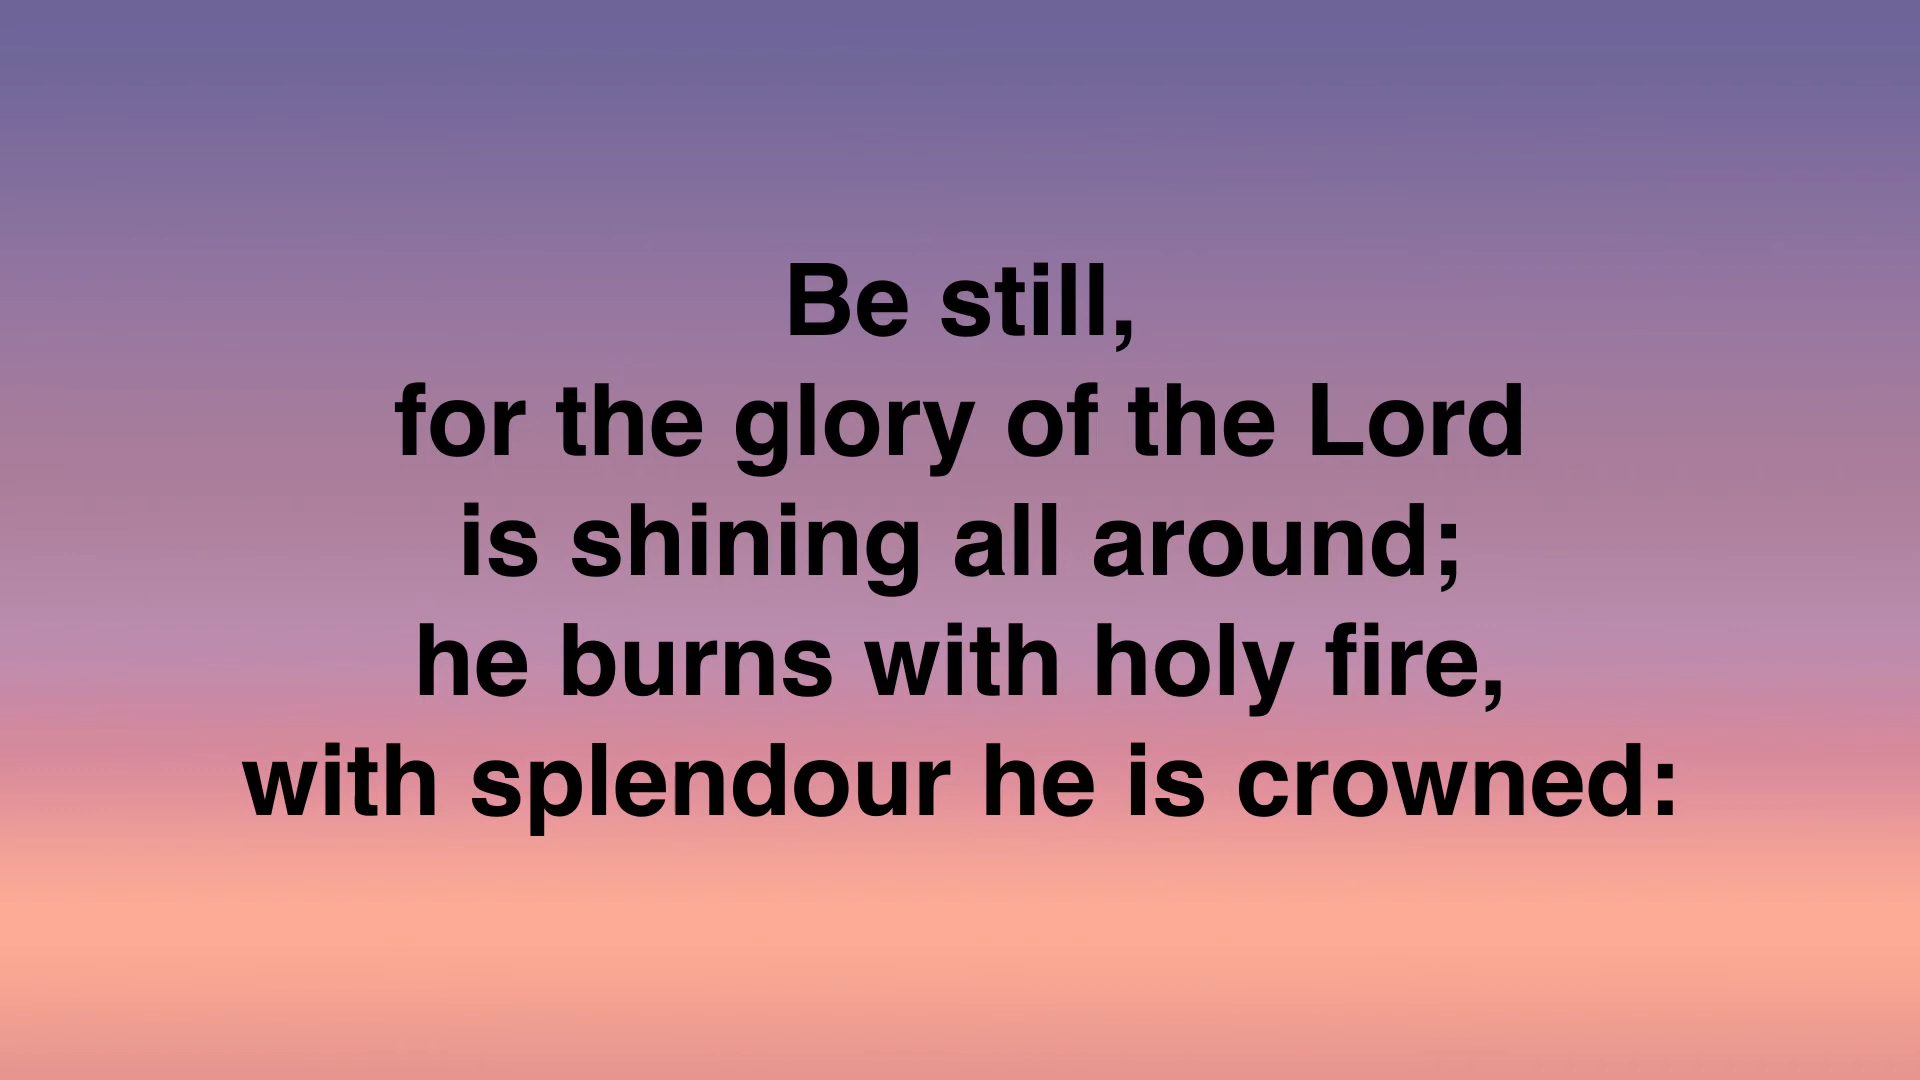 Be still,
for the glory of the Lord
is shining all around;
he burns with holy fire,
with splendour he is crowned: